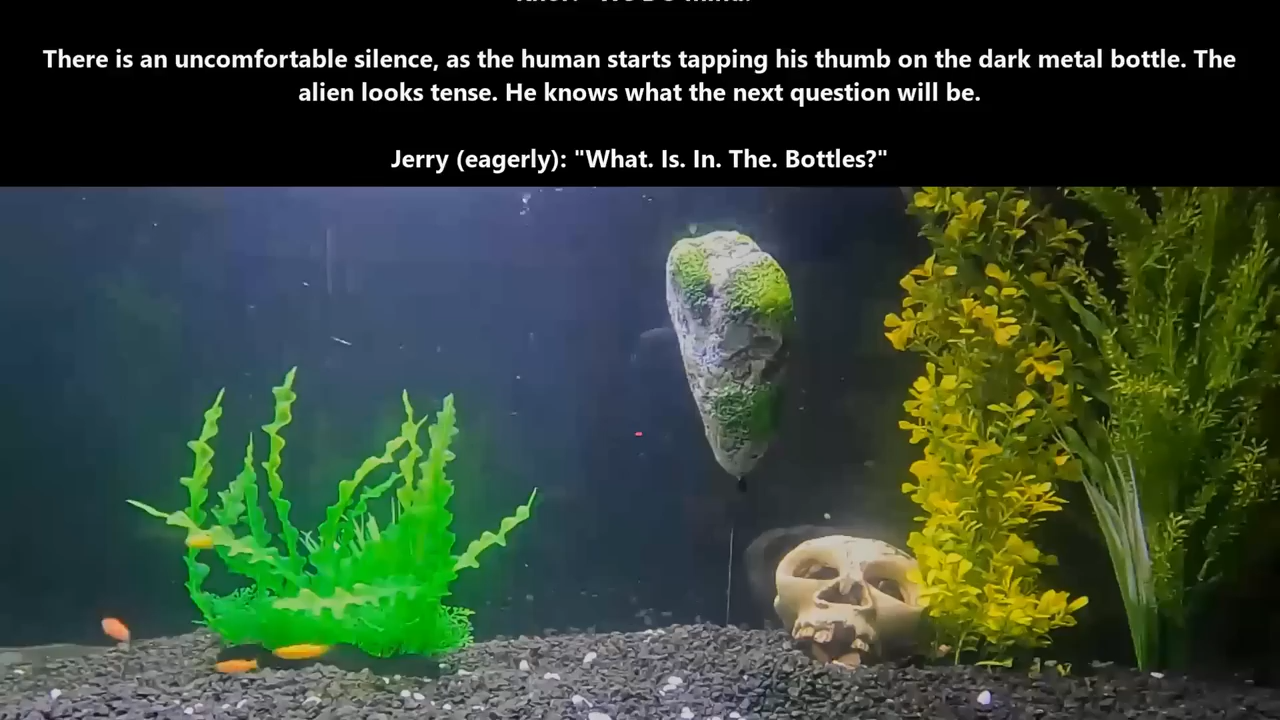 There is an uncomfortable silence, as the human starts tapping his thumb on the dark metal bottle. The
alien looks tense. He knows what the next question will be.
Jerry (eagerly): "What. Is. In. The. Bottles?"